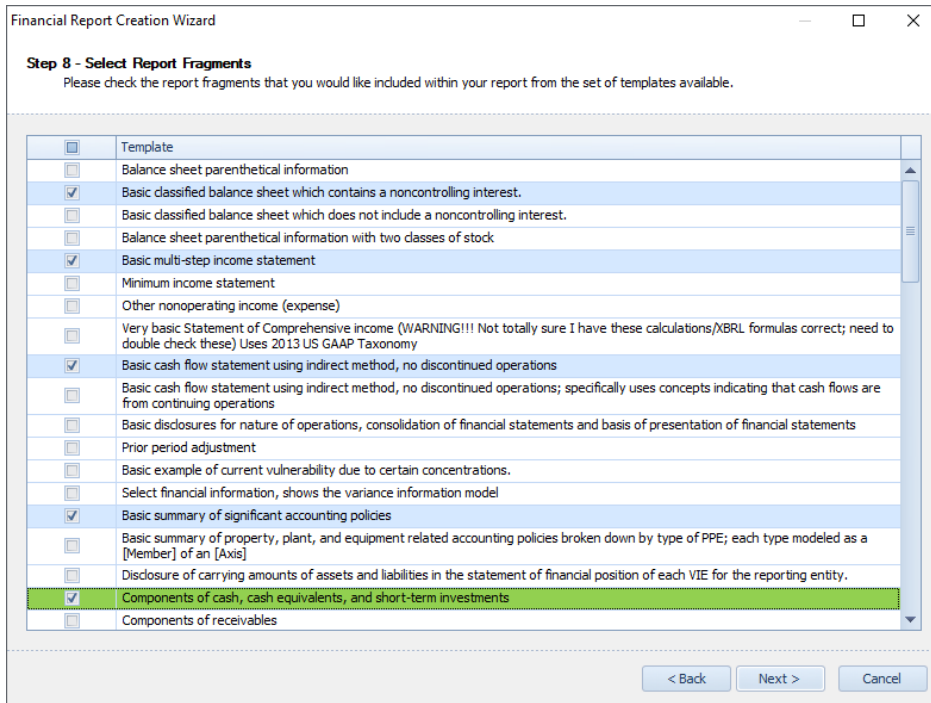 Financial Report Creation Wizard
Step 8 - Select Report Fragments
Please check the report fragments that you would like included within your report from the set of templates available.
Template
Balance sheet parenthetical information
Basic classified balance sheet which contains a noncontrolling interest.
Basic classified balance sheet which does not include a noncontrolling interest.
Balance sheet parenthetical information with two classes of stock
Basic multi-step income statement
Minimum income statement
Other nonoperating income (expense)
Very basic Statement of Comprehensive income (WARNING!!! Not totally sure I have these calculations/XBRL formulas correct; need to
double check these) Uses 2013 US GAAP Taxonomy
Basic cash flow statement using indirect method, no discontinued operations
Basic cash flow statement using indirect method, no discontinued operations; specifically uses concepts indicating that cash flows are
from continuing operations
Basic disclosures for nature of operations, consolidation of financial statements and basis of presentation of financial statements
Prior period adjustment
Basic example of current vulnerability due to certain concentrations.
Select financial information, shows the variance information model
Basic summary of significant accounting policies
Basic summary of property, plant, and equipment related accounting policies broken down by type of PPE; each type modeled as a
[Member] of an [Axis]
Disclosure of carrying amounts of assets and liabilities in the statement of financial position of each VIE for the reporting entity.
Components of cash, cash equivalents, and short-term investments
Components of receivables
< Back Next > Cancel